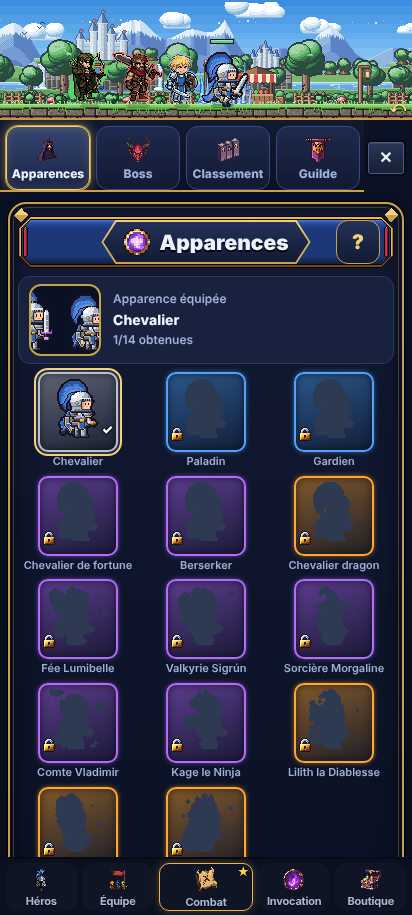 Apparences
Boss
Classement
Guilde
×
Apparences
?
Apparence équipée
Chevalier
1/14 obtenues
Chevalier
Paladin
Gardien
Chevalier de fortune
Berserker
Chevalier dragon
Fée Lumibelle
Valkyrie Sigrún
Sorcière Morgaline
Comte Vladimir
Kage le Ninja
Lilith la Diablesse
Héros
Équipe
Combat
Invocation
Boutique